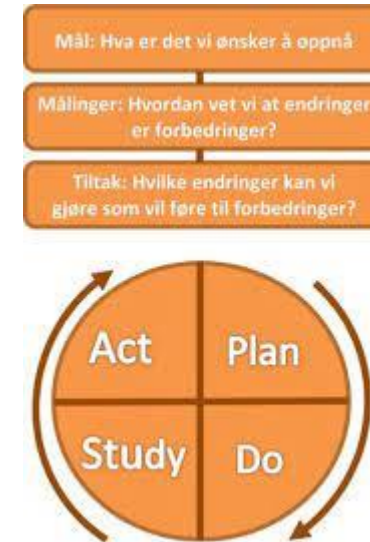 Mål: Hva er det vi ønsker å oppnå
Målinger: Hvordan vet vi at endringer
er forbedringer?
Tiltak: Hvilke endringer kan vi
gjøre som vil føre til forbedringer?
Act
Plan
Study
Do